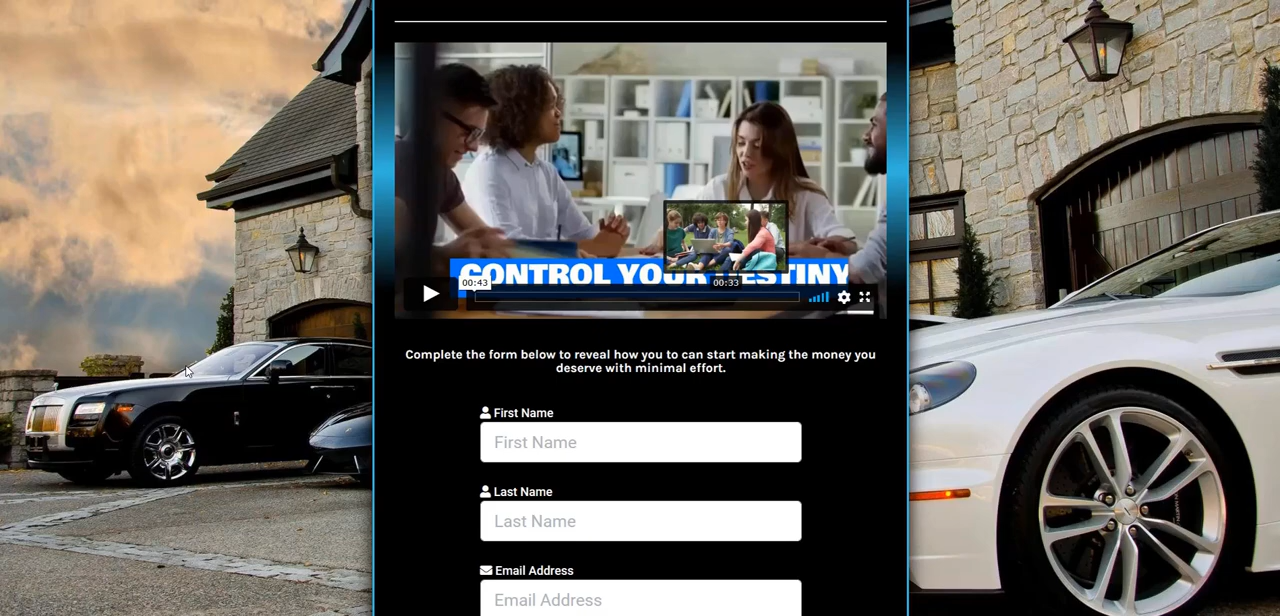 CONTROL YOUR DESTINY
00:43
00:33
Complete the form below to reveal how you to can start making the money you
deserve with minimal effort.
First Name
First Name
Last Name
Last Name
Email Address
Email Address